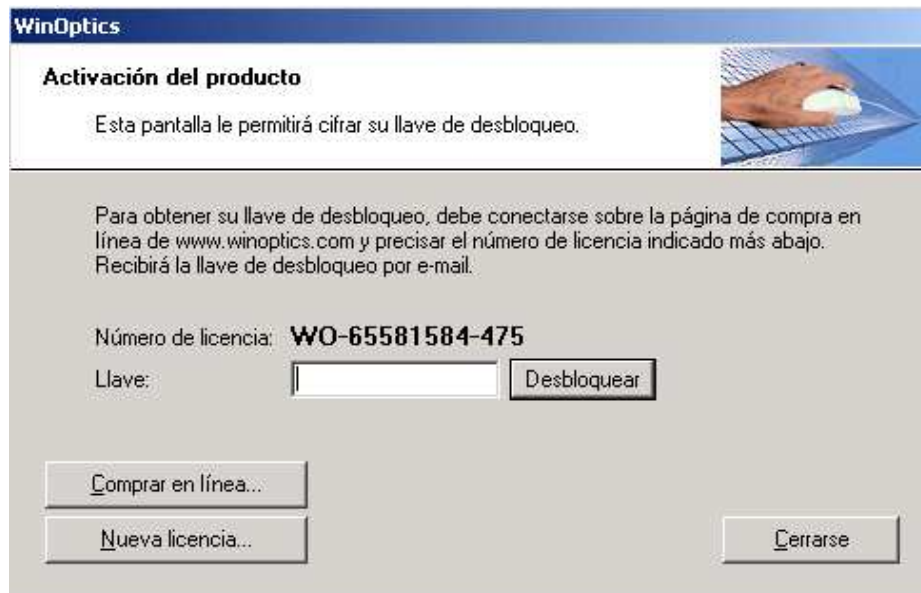 WinOptics
Activación del producto
Esta pantalla le permitirá cifrar su llave de desbloqueo.
Para obtener su llave de desbloqueo, debe conectarse sobre la página de compra en
línea de www.winoptics.com y precisar el número de licencia indicado más abajo.
Recibirá la llave de desbloqueo por e-mail.
Número de licencia: WO-65581584-475
Llave: Desbloquear
Comprar en línea...
Nueva licencia... Cerrarse